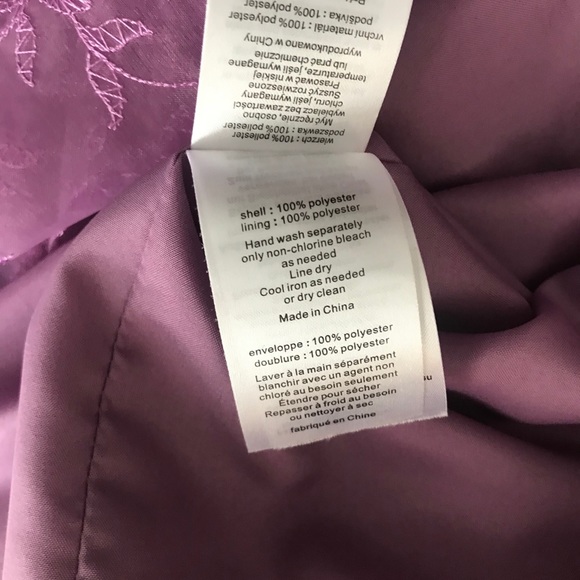 shell : 100% polyester
lining : 100% polyester
Hand wash separately
only non-chlorine bleach
as needed
Line dry
Cool iron as needed
or dry clean
Made in China
enveloppe : 100% polyester
doublure : 100% polyester
Laver à la main séparément
blanchir avec un agent non
chloré au besoin seulement
Étendre pour sécher
Repasser à froid au besoin
ou nettoyer à sec
fabriqué en Chine
wierzch : 100% poliester
podszewka : 100% poliester
Myć ręcznie, osobno
wybielacz bez zawartości
chloru, jeśli wymagany
Suszyć rozwieszone
Prasować w niskiej
temperaturze, jeśli wymagane
lub prać chemicznie
wyprodukowano w Chiny
vrchní materiál : 100% polyester
podšívka : 100% polyester